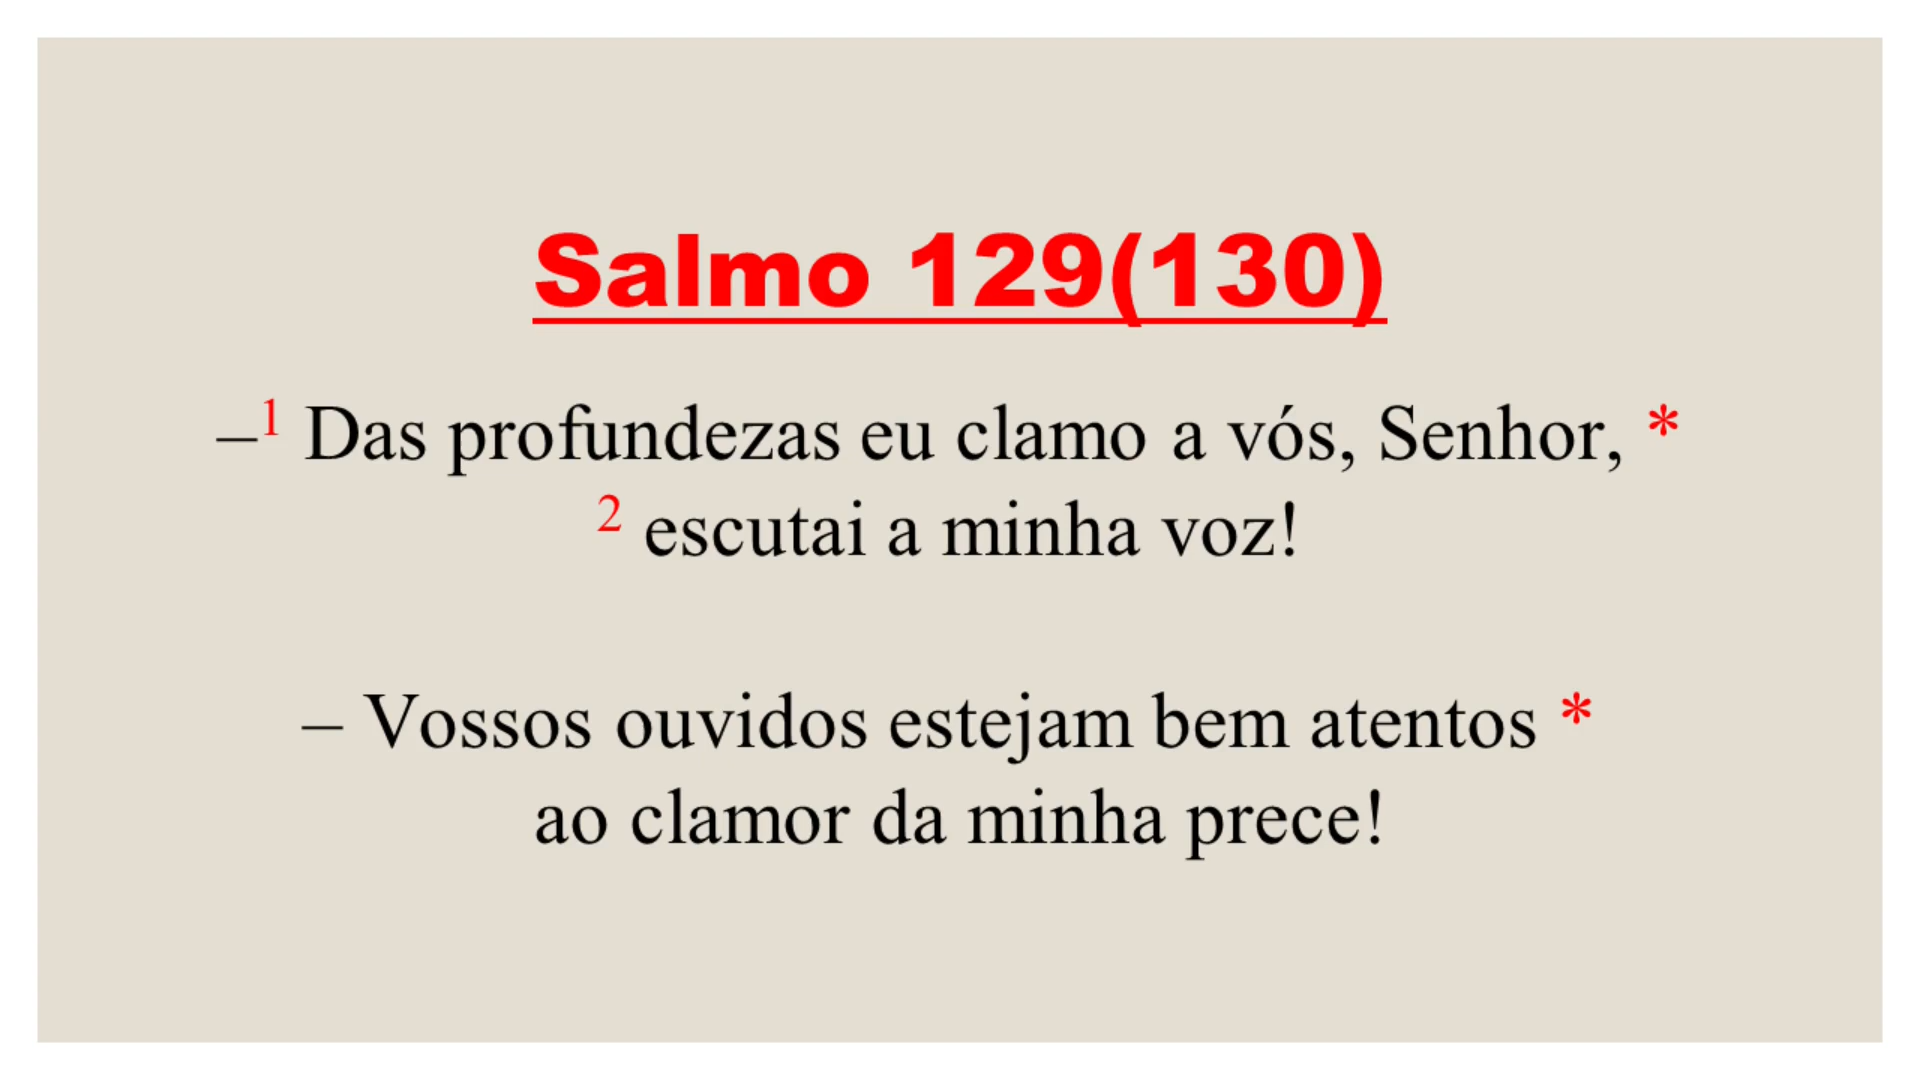 Salmo 129(130)
–¹ Das profundezas eu clamo a vós, Senhor, *
² escutai a minha voz!
– Vossos ouvidos estejam bem atentos *
ao clamor da minha prece!